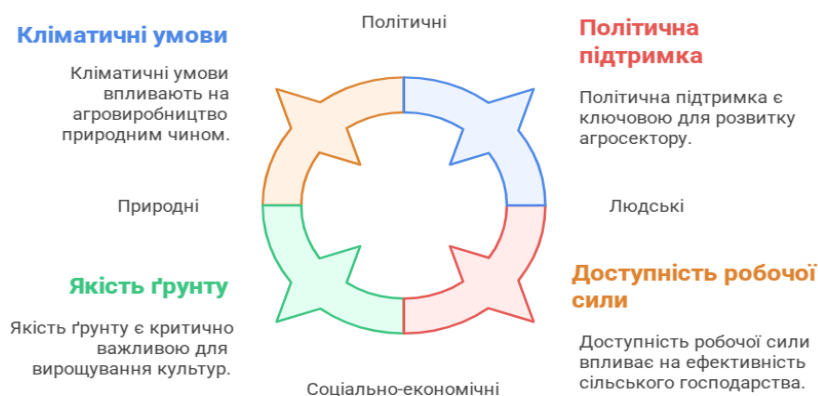 Політичні
Кліматичні умови
Кліматичні умови
впливають на
агровиробництво
природним чином.
Політична
підтримка
Політична підтримка є
ключовою для розвитку
агросектору.
Природні
Людські
Якість ґрунту
Якість ґрунту є критично
важливою для
вирощування культур.
Доступність робочої
сили
Доступність робочої сили
впливає на ефективність
сільського господарства.
Соціально-економічні